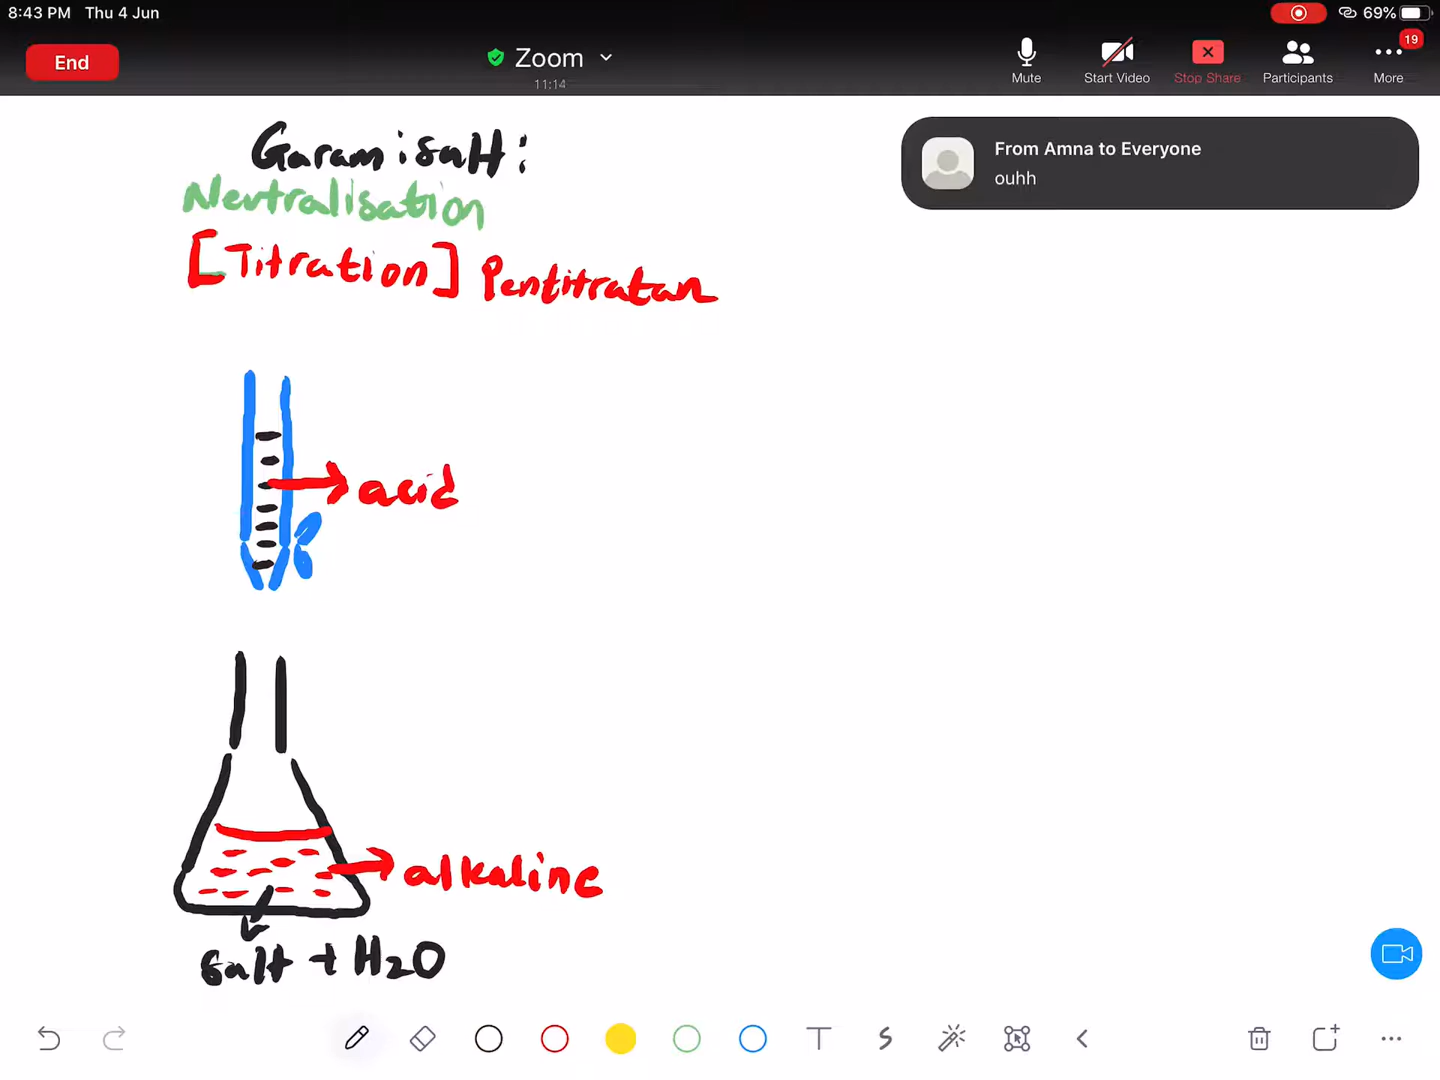 8:43 PM Thu 4 Jun
69%
End
Zoom
11:14
Mute
Start Video
Stop Share
Participants
19
More
From Amna to Everyone
ouhh
Garam : salt :
Neutralisation
[Titration] Pentitratan
acid
alkaline
salt + H2O
T